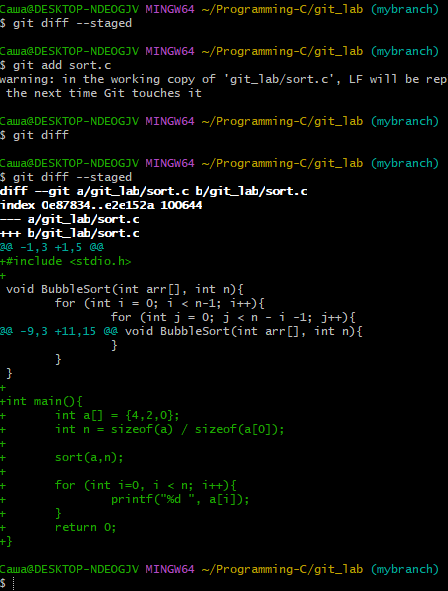 Саша@DESKTOP-NDEOGJV MINGW64 ~/Programming-C/git_lab (mybranch)
$ git diff --staged

Саша@DESKTOP-NDEOGJV MINGW64 ~/Programming-C/git_lab (mybranch)
$ git add sort.c
warning: in the working copy of 'git_lab/sort.c', LF will be rep
 the next time Git touches it

Саша@DESKTOP-NDEOGJV MINGW64 ~/Programming-C/git_lab (mybranch)
$ git diff

Саша@DESKTOP-NDEOGJV MINGW64 ~/Programming-C/git_lab (mybranch)
$ git diff --staged
diff --git a/git_lab/sort.c b/git_lab/sort.c
index 0e87834..e2e152a 100644
--- a/git_lab/sort.c
+++ b/git_lab/sort.c
@@ -1,3 +1,5 @@
+#include <stdio.h>
+
 void BubbleSort(int arr[], int n){
        for (int i = 0; i < n-1; i++){
                for (int j = 0; j < n - i -1; j++){
@@ -9,3 +11,15 @@ void BubbleSort(int arr[], int n){
                }
        }
 }
+
+int main(){
+       int a[] = {4,2,0};
+       int n = sizeof(a) / sizeof(a[0]);
+
+       sort(a,n);
+
+       for (int i=0, i < n; i++){
+               printf("%d ", a[i]);
+       }
+       return 0;
+}

Саша@DESKTOP-NDEOGJV MINGW64 ~/Programming-C/git_lab (mybranch)
$